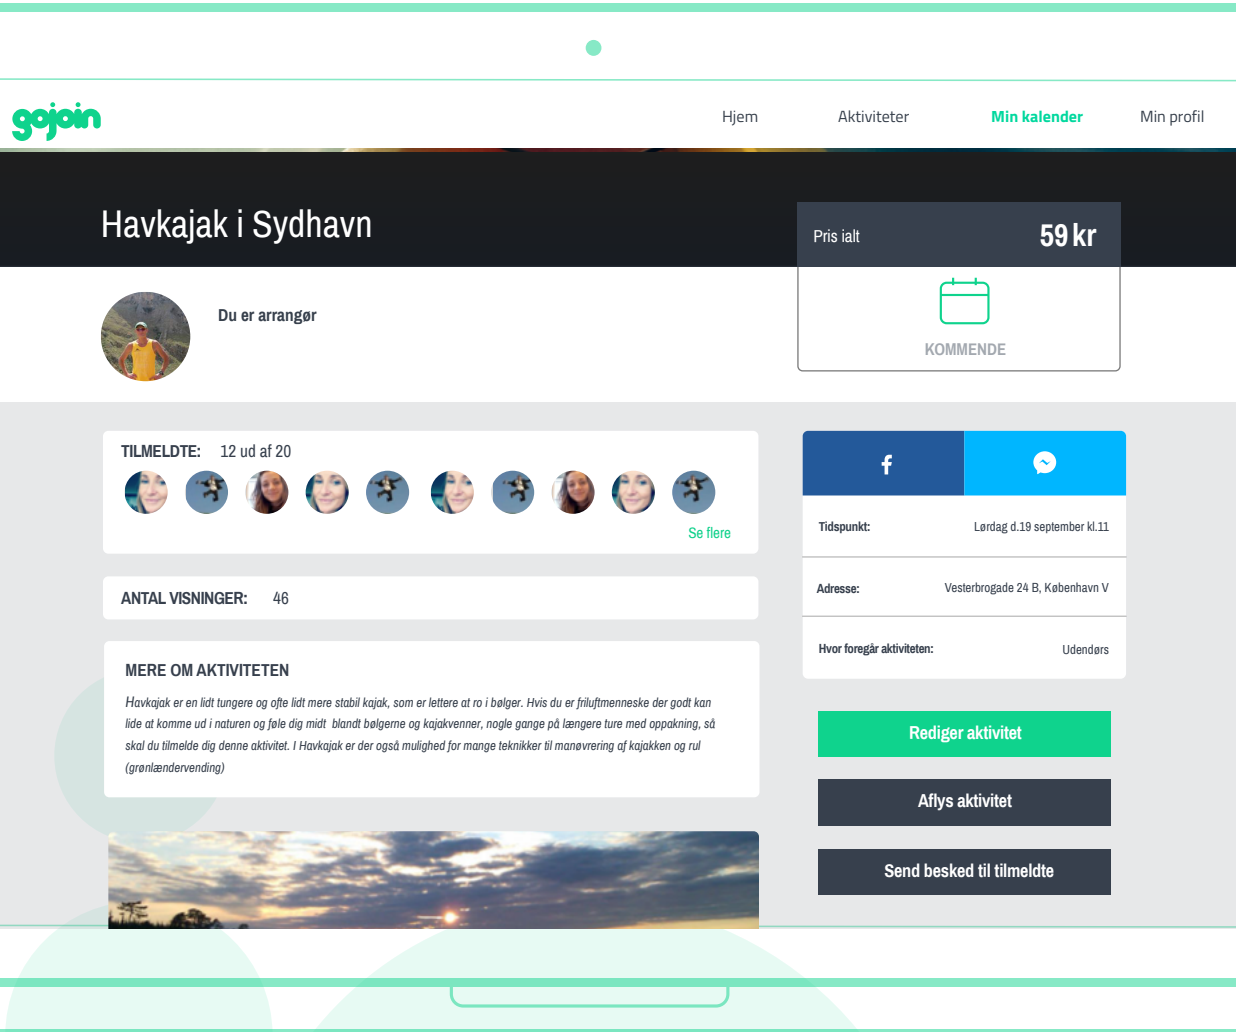 gojoin
Hjem Aktiviteter Min kalender Min profil
Havkajak i Sydhavn
Pris ialt 59 kr
Du er arrangør
KOMMENDE
TILMELDTE: 12 ud af 20
Se flere
ANTAL VISNINGER: 46
MERE OM AKTIVITETEN
Havkajak er en lidt tungere og ofte lidt mere stabil kajak, som er lettere at ro i bølger. Hvis du er friluftmenneske der godt kan
lide at komme ud i naturen og føle dig midt blandt bølgerne og kajakvenner, nogle gange på længere ture med oppakning, så
skal du tilmelde dig denne aktivitet. I Havkajak er der også mulighed for mange teknikker til manøvrering af kajakken og rul
(grønlændervending)
Tidspunkt: Lørdag d.19 september kl.11
Adresse: Vesterbrogade 24 B, København V
Hvor foregår aktiviteten: Udendørs
Rediger aktivitet
Aflys aktivitet
Send besked til tilmeldte